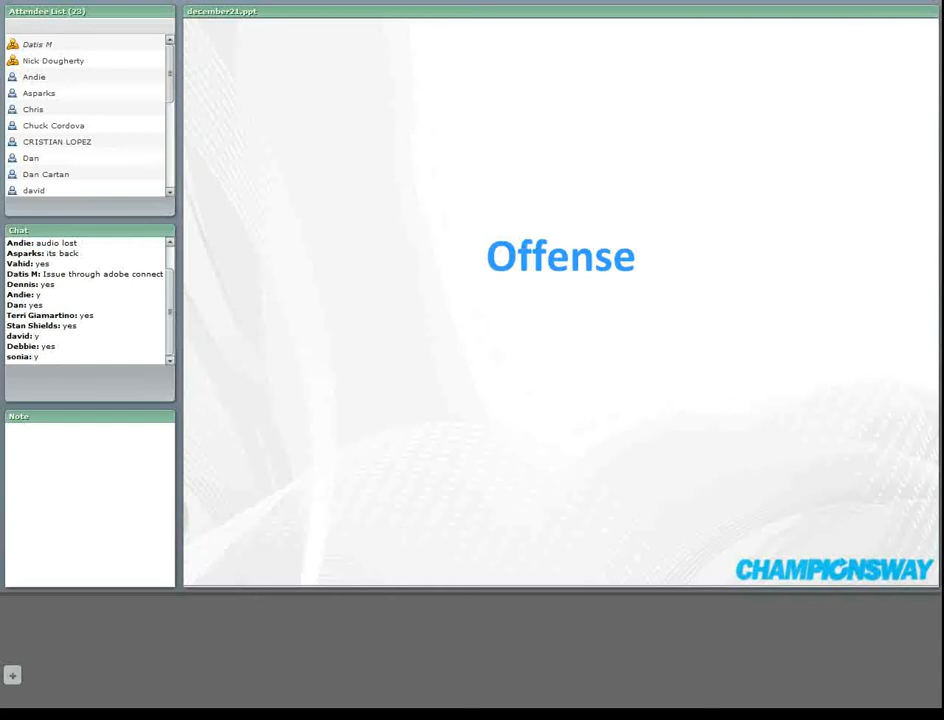 Attendee List (23)
Datis M
Nick Dougherty
Andie
Asparks
Chris
Chuck Cordova
CRISTIAN LOPEZ
Dan
Dan Cartan
david
Chat
Andie: audio lost
Asparks: its back
Vahid: yes
Datis M: Issue through adobe connect
Dennis: yes
Andie: y
Dan: yes
Terri Giamartino: yes
Stan Shields: yes
david: y
Debbie: yes
sonia: y
Note
december21.ppt
Offense
CHAMPIONSWAY